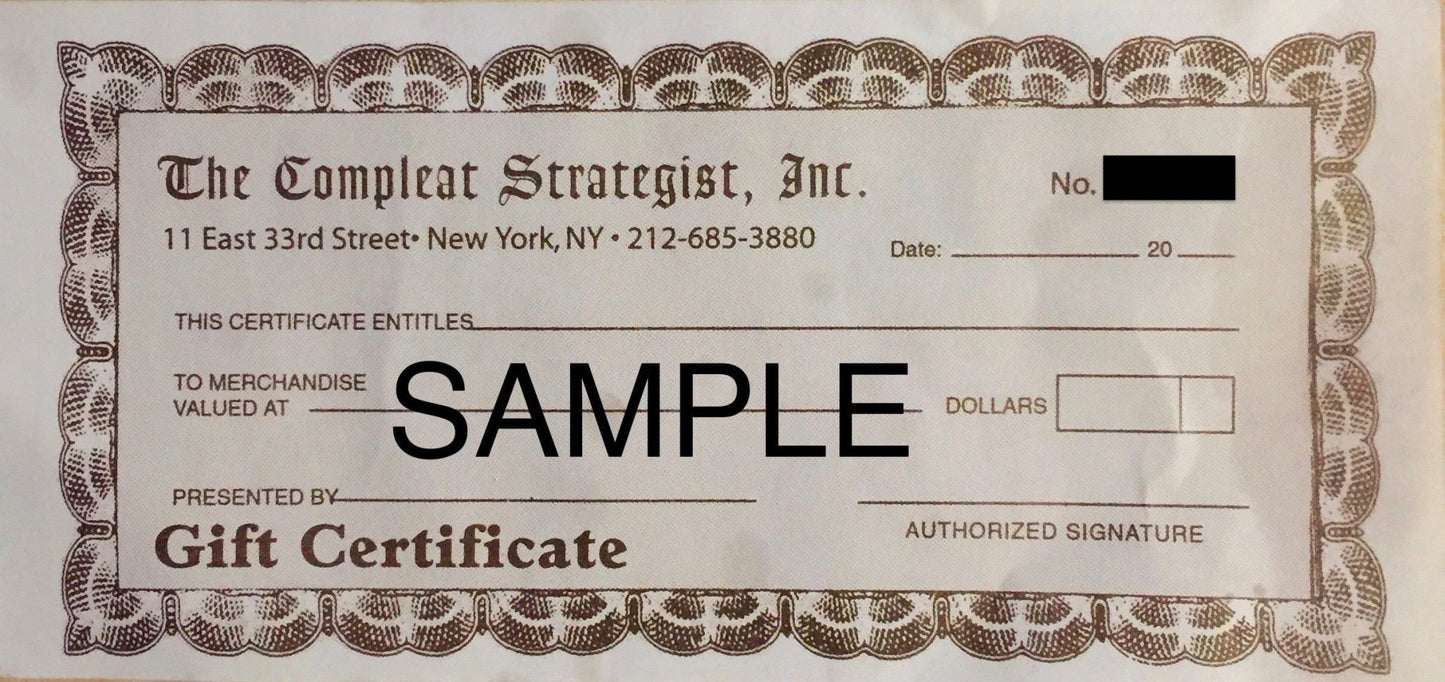 The Compleat Strategist, Inc.
No.
11 East 33rd Street• New York, NY • 212-685-3880
Date: 20
THIS CERTIFICATE ENTITLES
TO MERCHANDISE
VALUED AT
SAMPLE
DOLLARS
PRESENTED BY
AUTHORIZED SIGNATURE
Gift Certificate